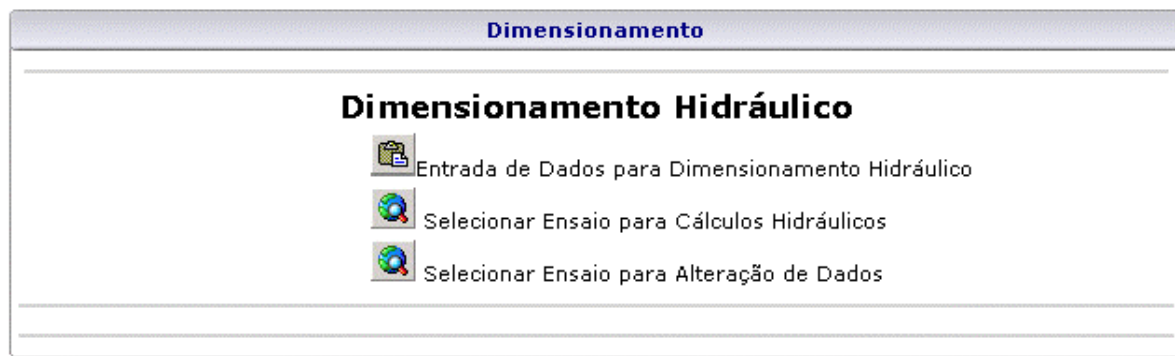 Dimensionamento
Dimensionamento Hidráulico
Entrada de Dados para Dimensionamento Hidráulico
Selecionar Ensaio para Cálculos Hidráulicos
Selecionar Ensaio para Alteração de Dados